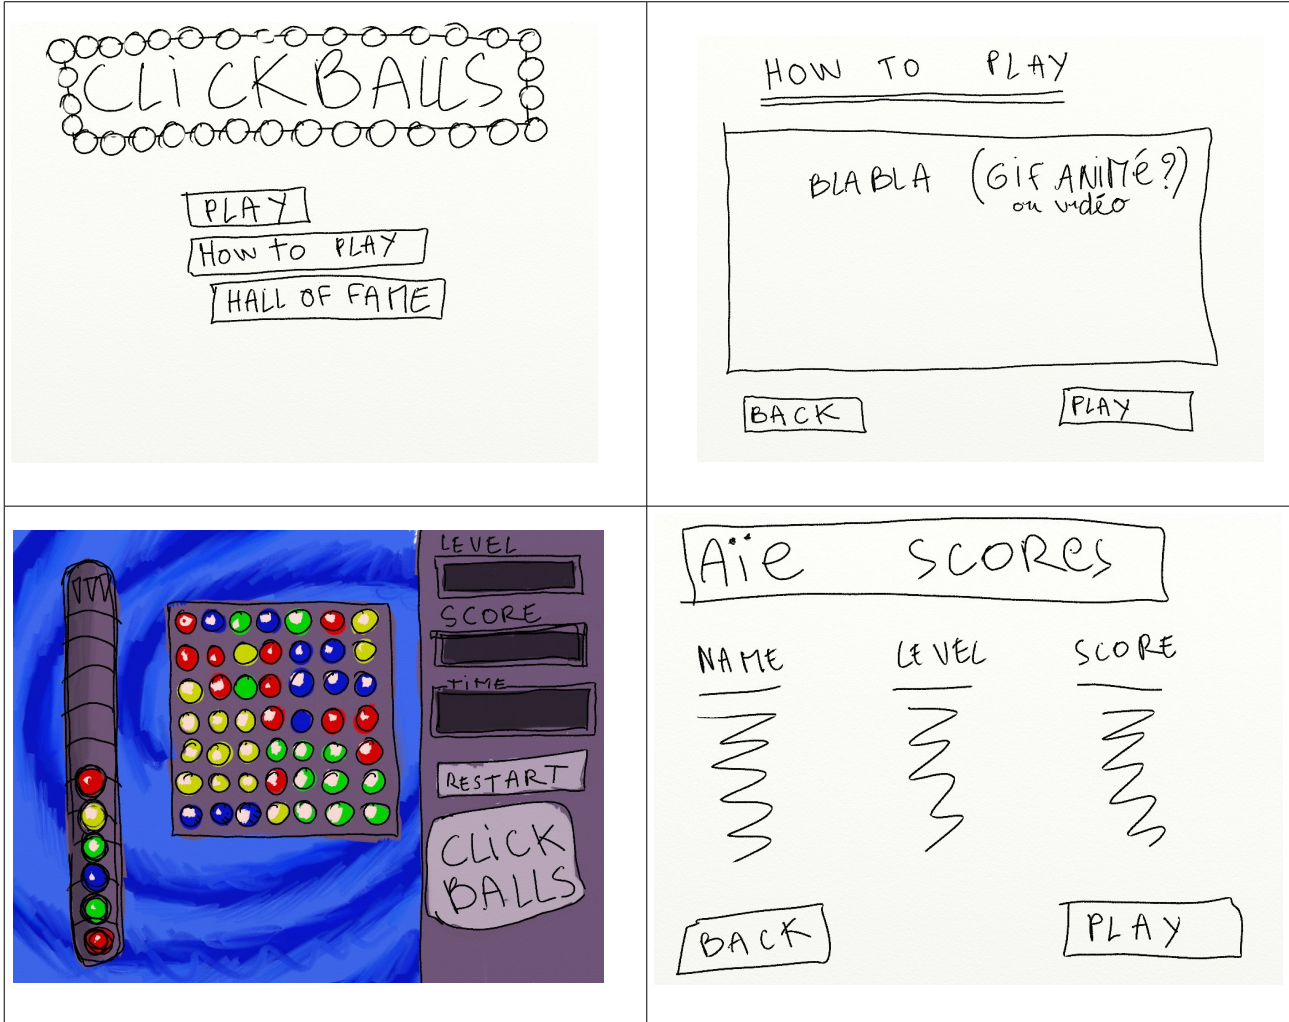 CLiCKBALLS
PLAY
HOW TO PLAY
HALL OF FAME
HOW TO PLAY
BLABLA (GiF ANiMÉ?)
ou vidéo
BACK
PLAY
LEVEL
SCORE
TiME
RESTART
CLiCK
BALLS
Aïe SCORES
NAME LEVEL SCORE
BACK
PLAY